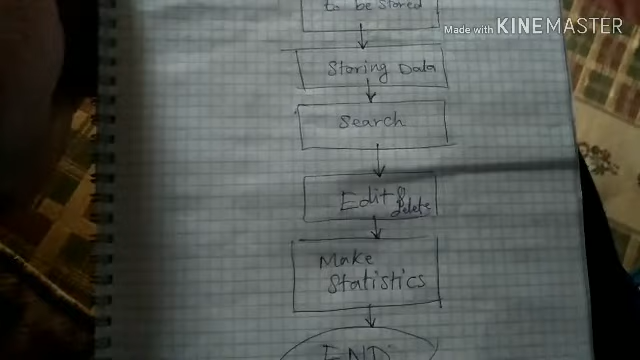 to be stored
Made with KINEMASTER
Storing Data
Search
Edit &
delete
Make
Statistics
END